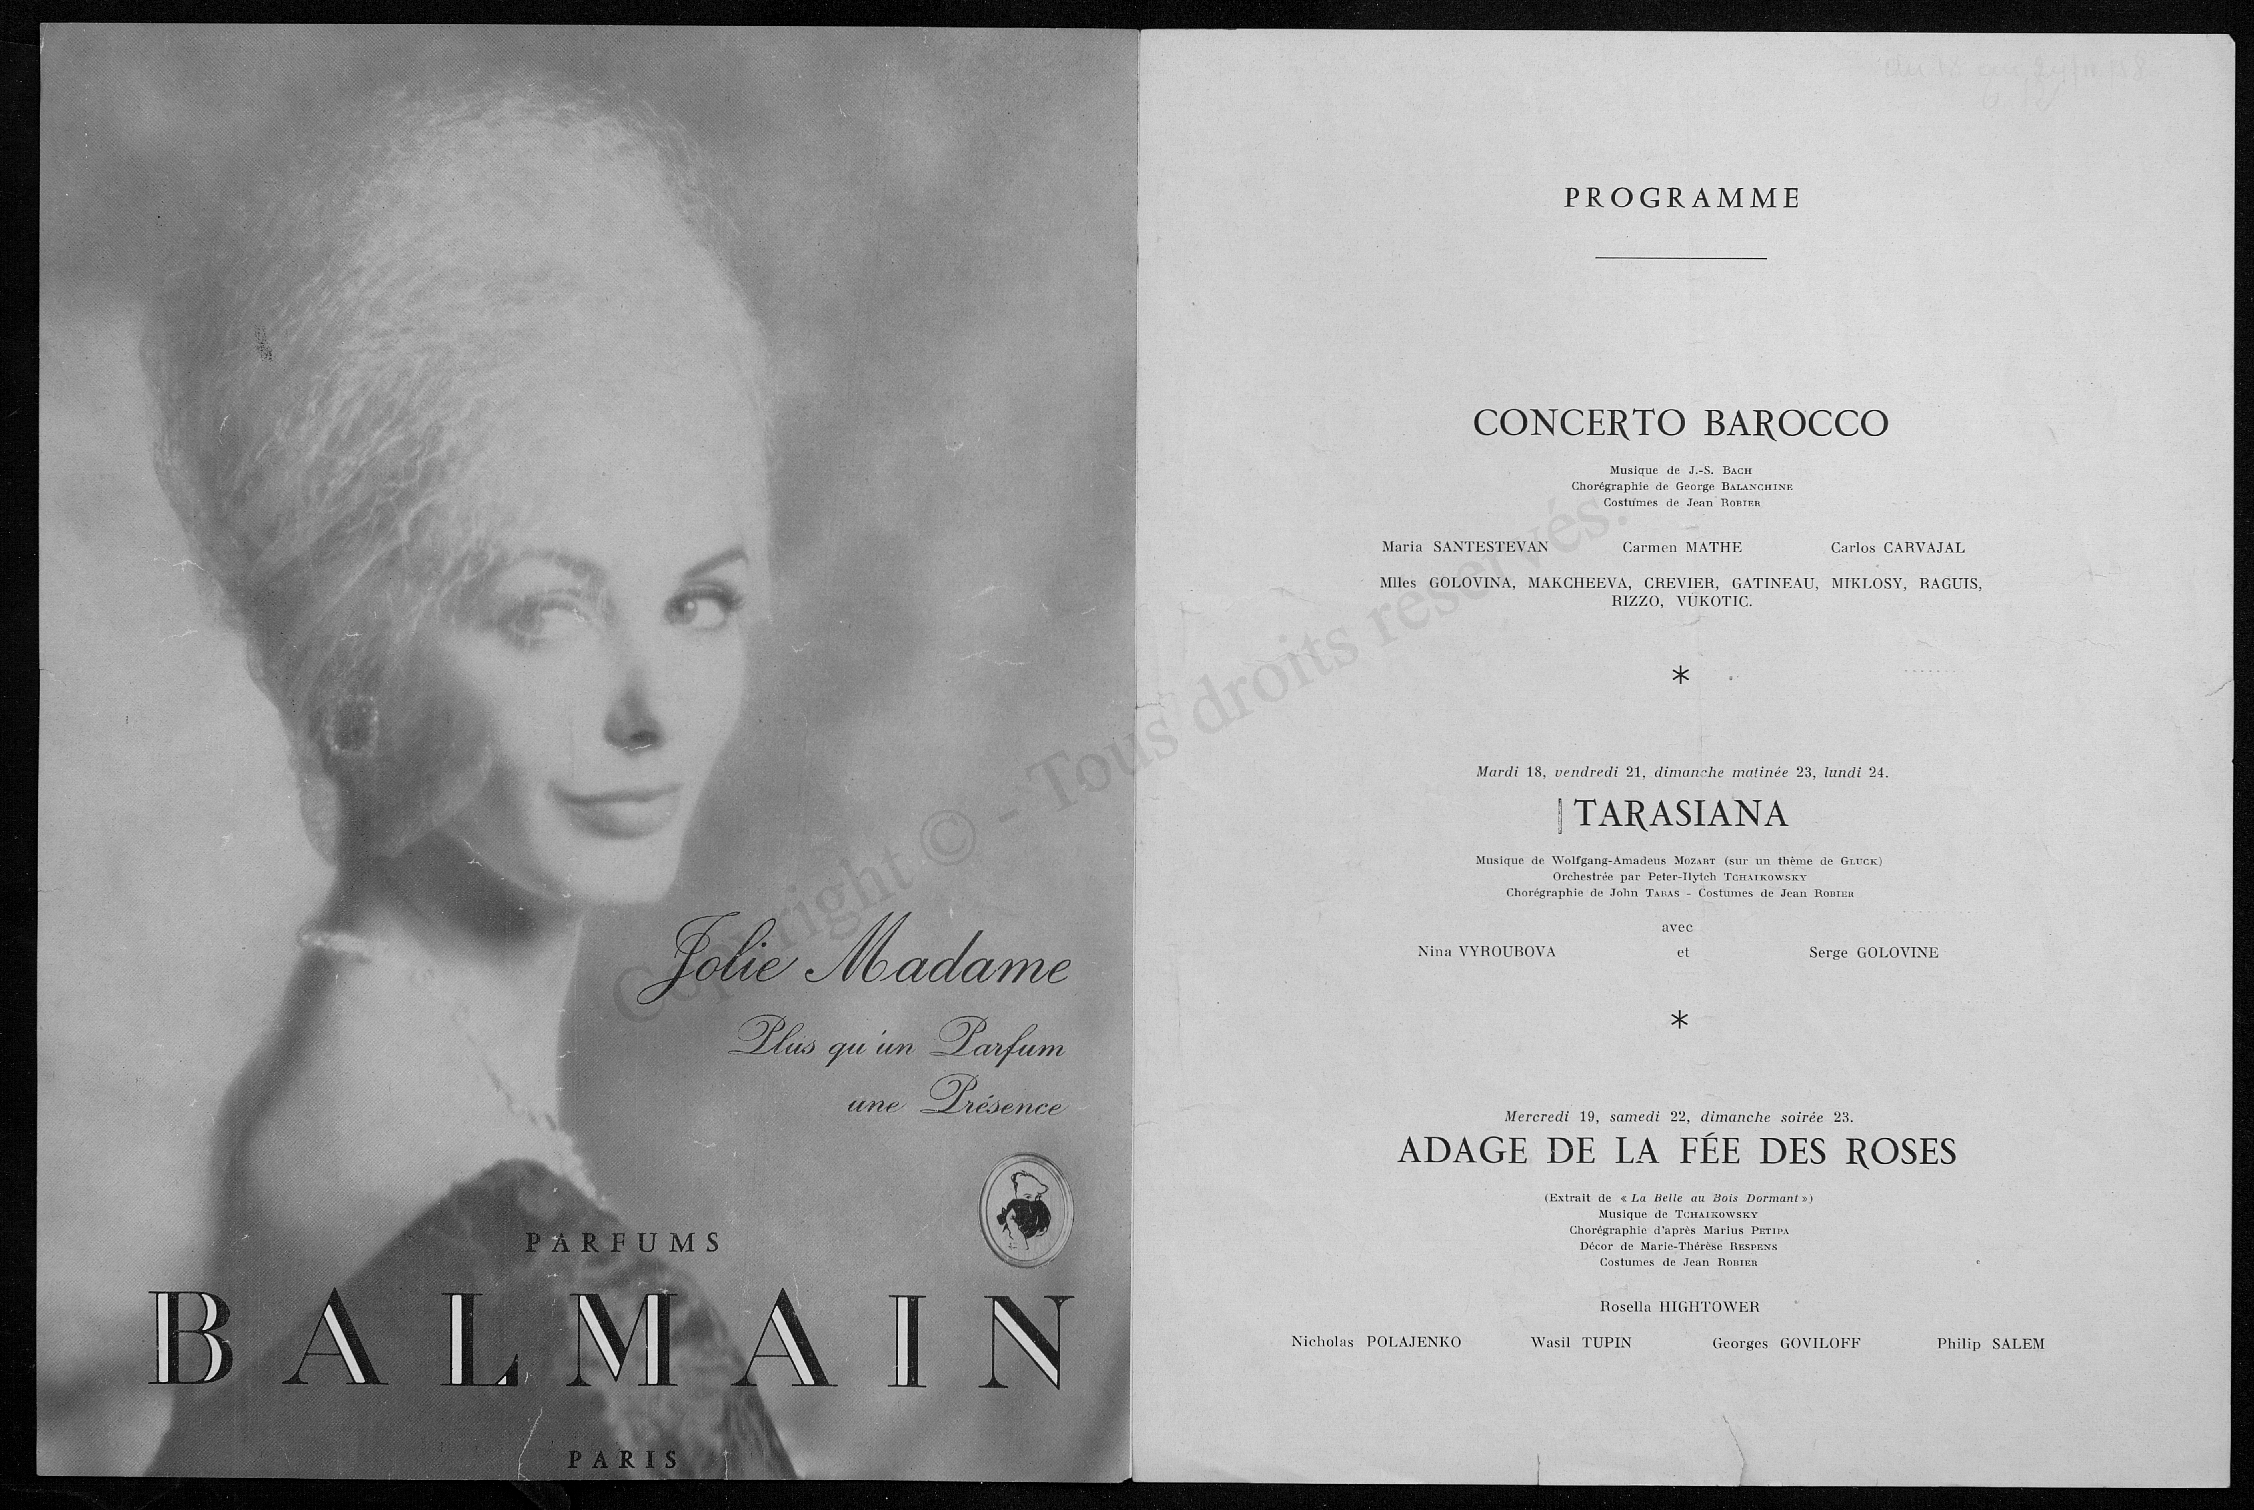 Jolie Madame
Plus qu'un Parfum
une Présence
PARFUMS
BALMAIN
PARIS
Copyright © - Tous droits réservés.
PROGRAMME
CONCERTO BAROCCO
Musique de J.-S. BACH
Chorégraphie de George BALANCHINE
Costumes de Jean ROBIER
Maria SANTESTEVAN Carmen MATHE Carlos CARVAJAL
Mlles GOLOVINA, MAKCHEEVA, CREVIER, GATINEAU, MIKLOSY, RAGUIS,
RIZZO, VUKOTIC.
*
Mardi 18, vendredi 21, dimanche matinée 23, lundi 24.
TARASIANA
Musique de Wolfgang-Amadeus MOZART (sur un thème de GLUCK)
Orchestrée par Peter-Ilytch TCHAIKOWSKY
Chorégraphie de John TARAS - Costumes de Jean ROBIER
avec
Nina VYROUBOVA et Serge GOLOVINE
*
Mercredi 19, samedi 22, dimanche soirée 23.
ADAGE DE LA FÉE DES ROSES
(Extrait de « La Belle au Bois Dormant »)
Musique de TCHAIKOWSKY
Chorégraphie d'après Marius PETIPA
Décor de Marie-Thérèse RESPENS
Costumes de Jean ROBIER
Rosella HIGHTOWER
Nicholas POLAJENKO Wasil TUPIN Georges GOVILOFF Philip SALEM